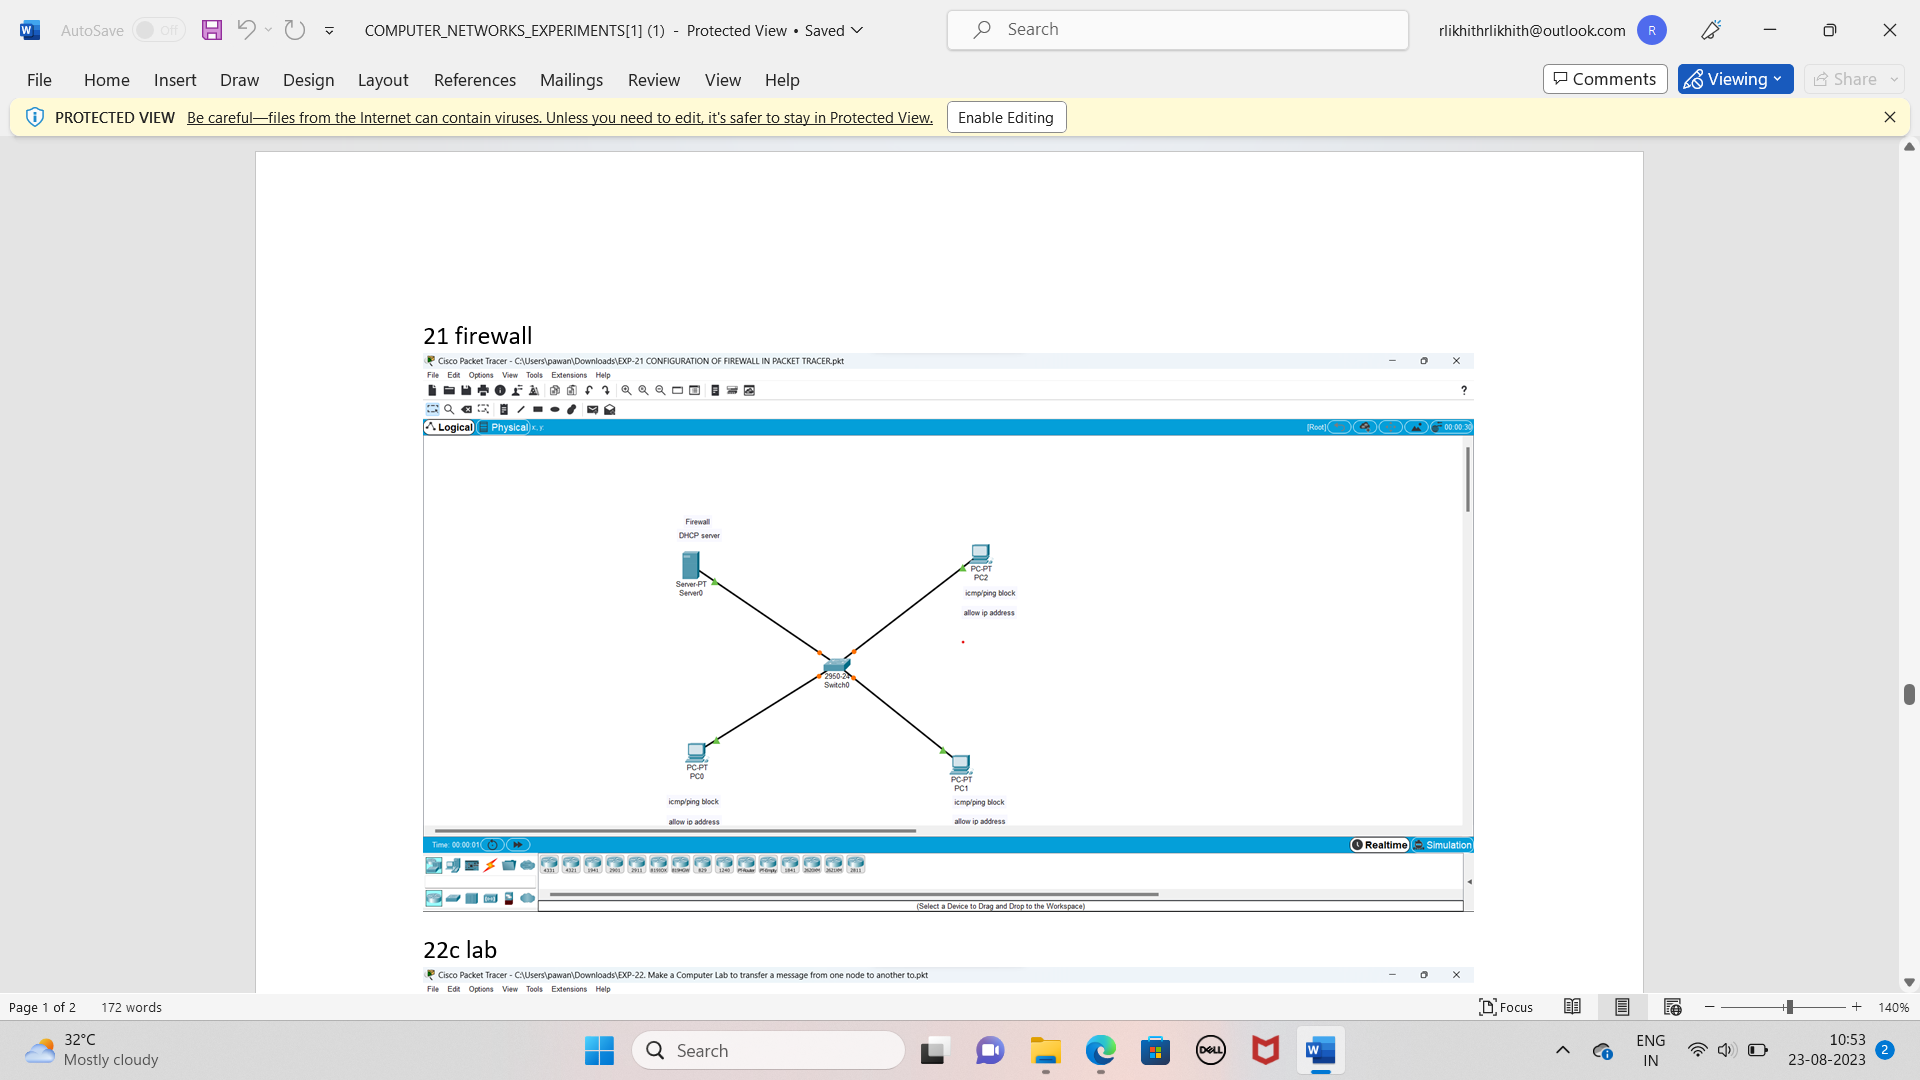 AutoSave Off COMPUTER_NETWORKS_EXPERIMENTS[1] (1) - Protected View • Saved Search rlikhithrlikhith@outlook.com R
File Home Insert Draw Design Layout References Mailings Review View Help Comments Viewing Share
PROTECTED VIEW Be careful—files from the Internet can contain viruses. Unless you need to edit, it's safer to stay in Protected View. Enable Editing
21 firewall
Cisco Packet Tracer - C:\Users\pawan\Downloads\EXP-21 CONFIGURATION OF FIREWALL IN PACKET TRACER.pkt
File Edit Options View Tools Extensions Help
?
Logical Physical x:, y: [Root] 00:00:30
Firewall
DHCP server
Server-PT
Server0
PC-PT
PC2
icmp/ping block
allow ip address
2950-24
Switch0
PC-PT
PC0
icmp/ping block
allow ip address
PC-PT
PC1
icmp/ping block
allow ip address
Time: 00:00:01 Realtime Simulation
4331 4321 1941 2901 2911 819IOX 819HGW 829 1240 PT-Router PT-Empty 1841 2620XM 2621XM 2811
(Select a Device to Drag and Drop to the Workspace)
22c lab
Cisco Packet Tracer - C:\Users\pawan\Downloads\EXP-22. Make a Computer Lab to transfer a message from one node to another to.pkt
File Edit Options View Tools Extensions Help
Page 1 of 2 172 words Focus 140%
32°C
Mostly cloudy
Search
DELL
ENG
IN
10:53
23-08-2023
2